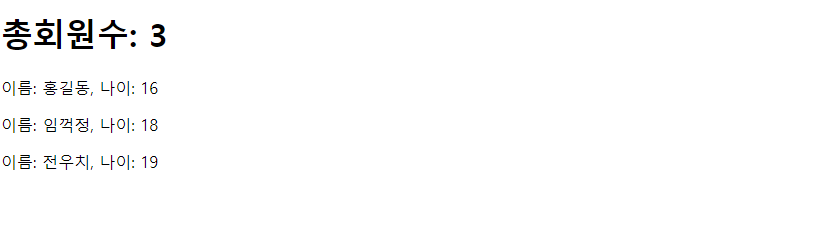 총회원수: 3
이름: 홍길동, 나이: 16
이름: 임꺽정, 나이: 18
이름: 전우치, 나이: 19